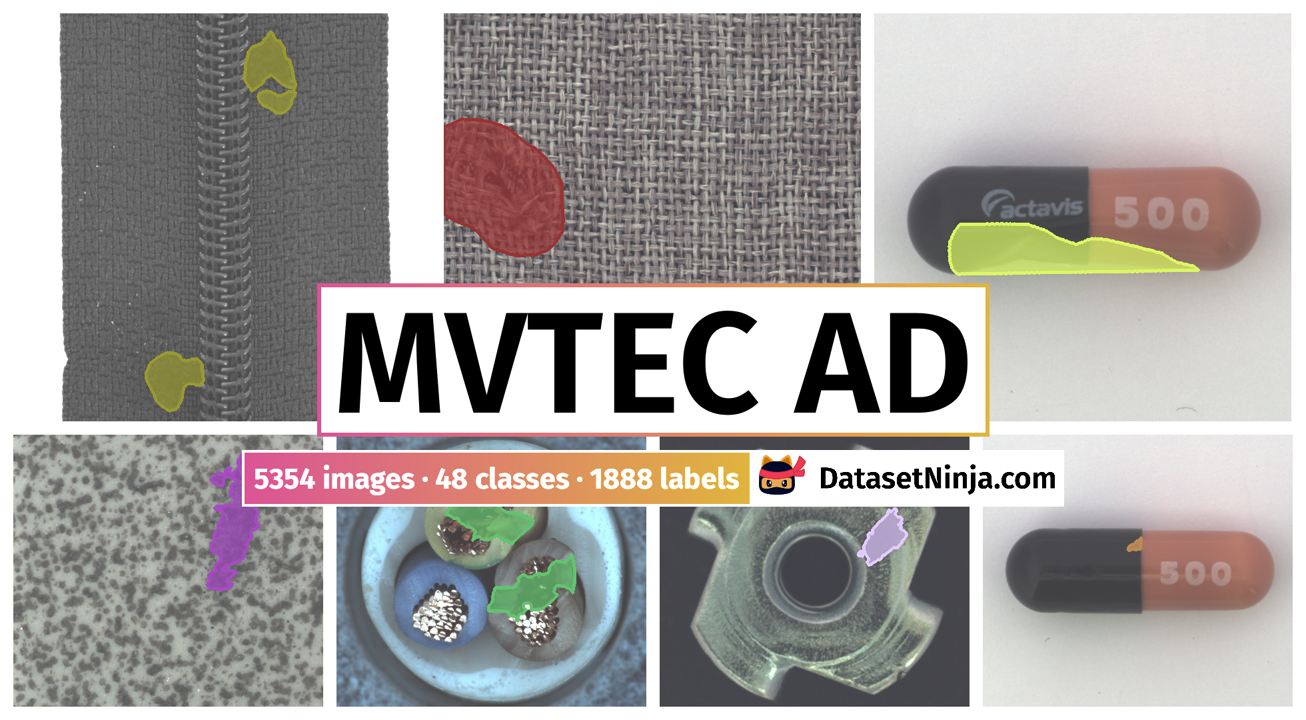 actavis 500
MVTEC AD
5354 images · 48 classes · 1888 labels
DatasetNinja.com
500